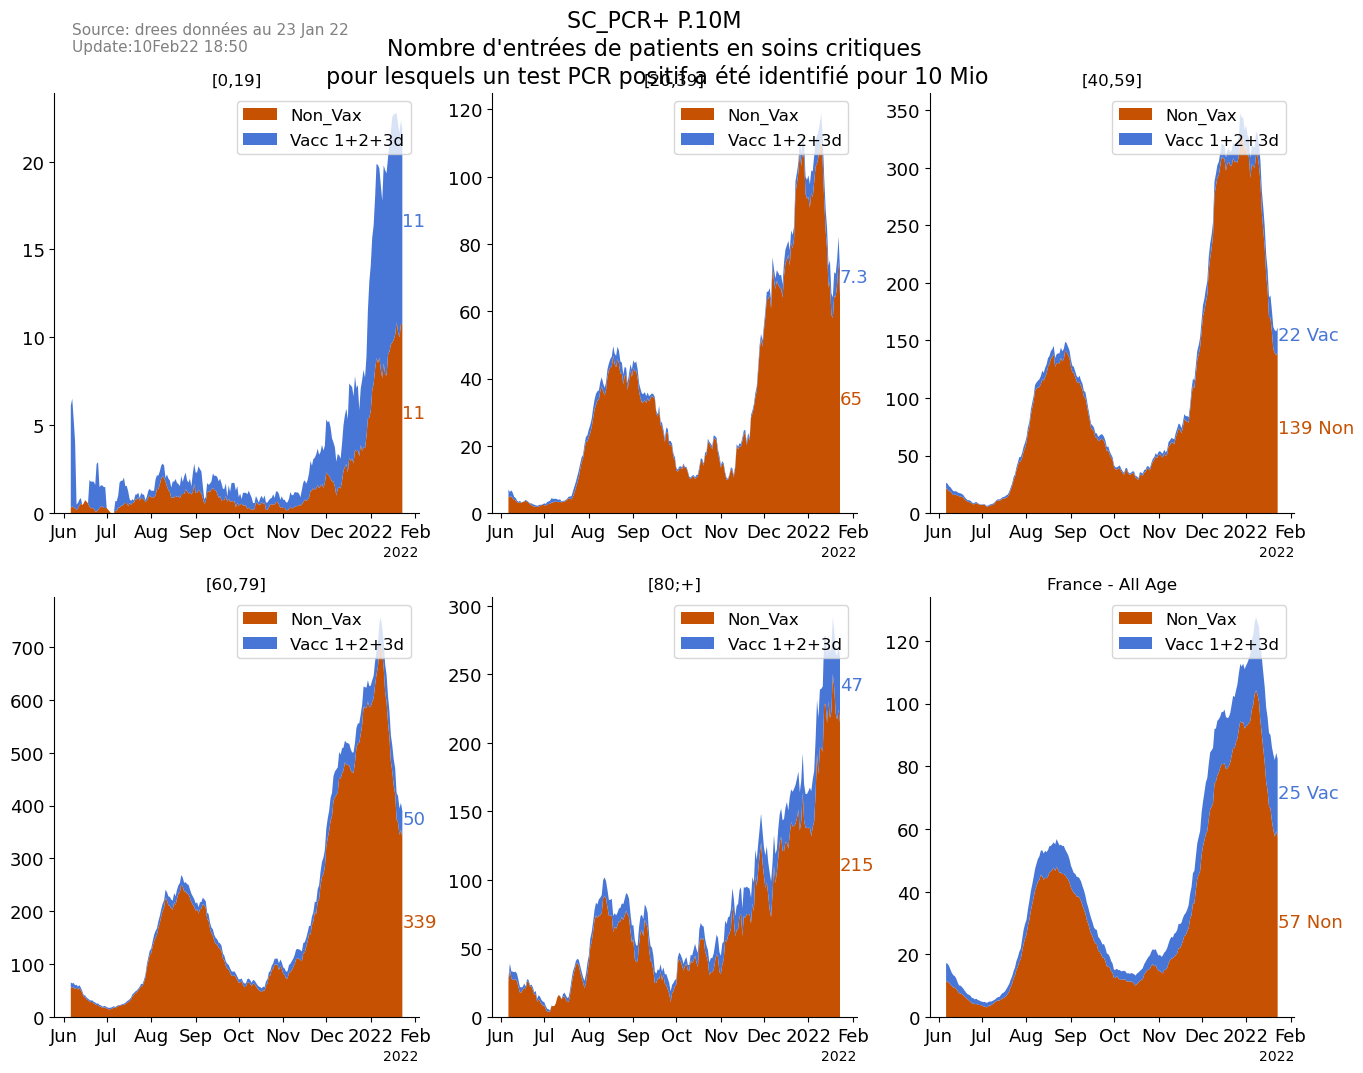 Source: drees données au 23 Jan 22
Update:10Feb22 18:50
SC_PCR+ P.10M
Nombre d'entrées de patients en soins critiques
pour lesquels un test PCR positif a été identifié pour 10 Mio
[0,19]
Non_Vax
Vacc 1+2+3d
20
15
10
5
0
11
11
Jun Jul Aug Sep Oct Nov Dec 2022 Feb
2022
[20,39]
Non_Vax
Vacc 1+2+3d
120
100
80
60
40
20
0
7.3
65
Jun Jul Aug Sep Oct Nov Dec 2022 Feb
2022
[40,59]
Non_Vax
Vacc 1+2+3d
350
300
250
200
150
100
50
0
22 Vac
139 Non
Jun Jul Aug Sep Oct Nov Dec 2022 Feb
2022
[60,79]
Non_Vax
Vacc 1+2+3d
700
600
500
400
300
200
100
0
50
339
Jun Jul Aug Sep Oct Nov Dec 2022 Feb
2022
[80;+]
Non_Vax
Vacc 1+2+3d
300
250
200
150
100
50
0
47
215
Jun Jul Aug Sep Oct Nov Dec 2022 Feb
2022
France - All Age
Non_Vax
Vacc 1+2+3d
120
100
80
60
40
20
0
25 Vac
57 Non
Jun Jul Aug Sep Oct Nov Dec 2022 Feb
2022